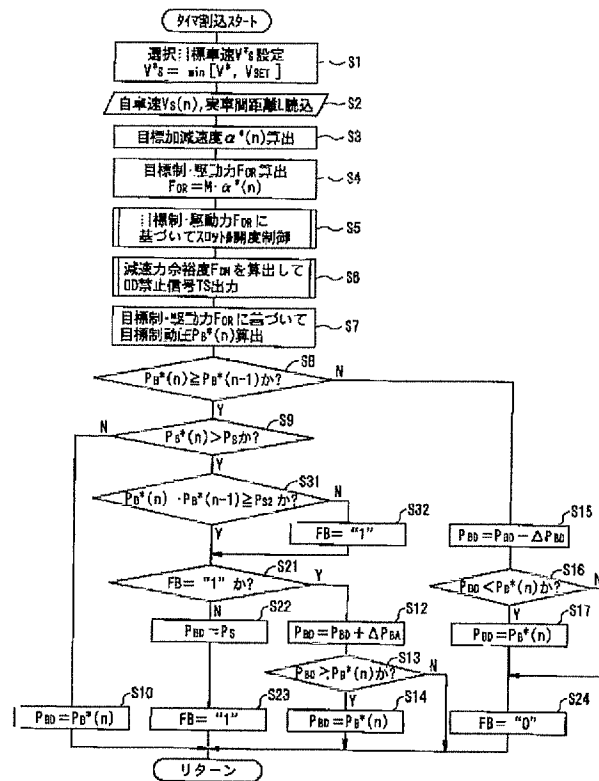 タイマ割込スタート
選択目標車速V*S設定
V*S = min[V*, VSET]
S1
自車速VS(n),実車間距離L読込
S2
目標加減速度α*(n)算出
S3
目標制・駆動力FOR算出
FOR=M・α*(n)
S4
目標制・駆動力FORに
基づいてスロットル開度制御
S5
減速力余裕度FDMを算出して
OD禁止信号TS出力
S6
目標制・駆動力FORに基づいて
目標制動圧PB*(n)算出
S7
PB*(n)≧PB*(n-1)か?
S8
N
Y
PB*(n)>PSか?
S9
N
Y
PB*(n) -PB*(n-1)≧PS2か?
S31
N
Y
FB= "1"
S32
PBD=PBD-ΔPBD
S15
FB= "1" か?
S21
Y
N
PBD<PB*(n)か?
S16
N
Y
PBD=PS
S22
PBD=PBD+ΔPBA
S12
PBD=PB*(n)
S17
PBD>PB*(n)か?
S13
N
Y
PBD=PB*(n)
S10
FB= "1"
S23
PBD=PB*(n)
S14
FB= "0"
S24
リターン